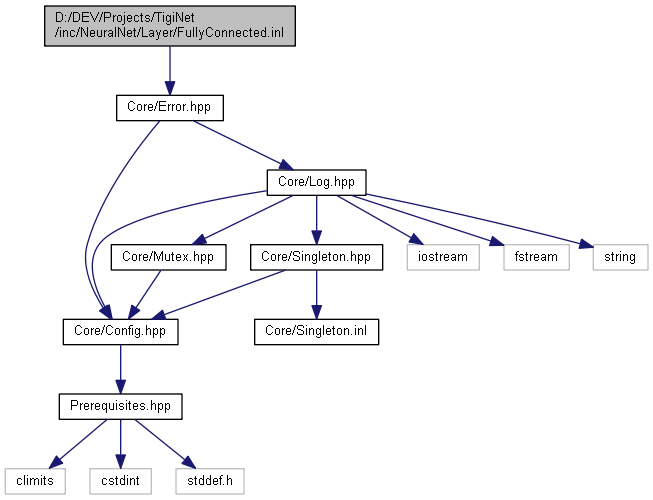 D:/DEV/Projects/TigiNet
/inc/NeuralNet/Layer/FullyConnected.inl
Core/Error.hpp
Core/Log.hpp
Core/Mutex.hpp
Core/Singleton.hpp
iostream
fstream
string
Core/Config.hpp
Core/Singleton.inl
Prerequisites.hpp
climits
cstdint
stddef.h